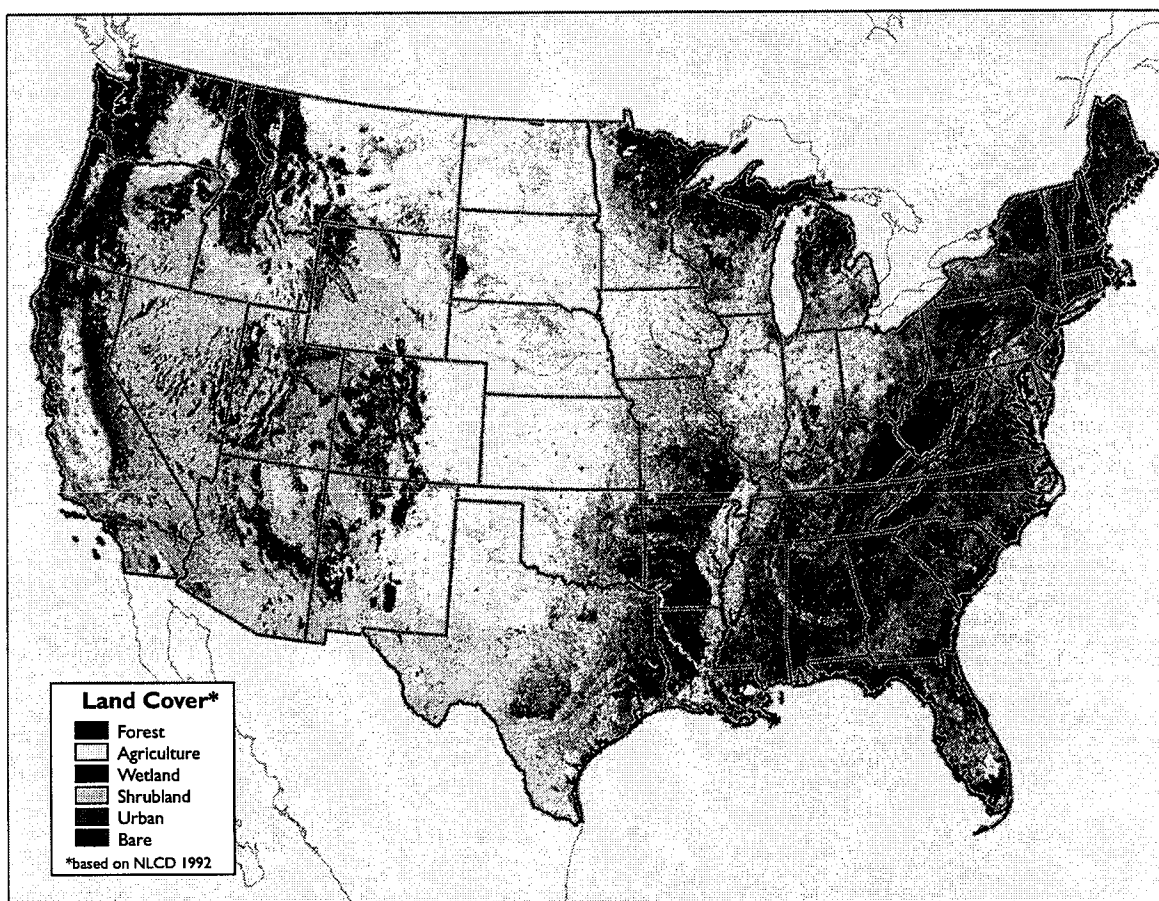 Land Cover*
Forest
Agriculture
Wetland
Shrubland
Urban
Bare
*based on NLCD 1992